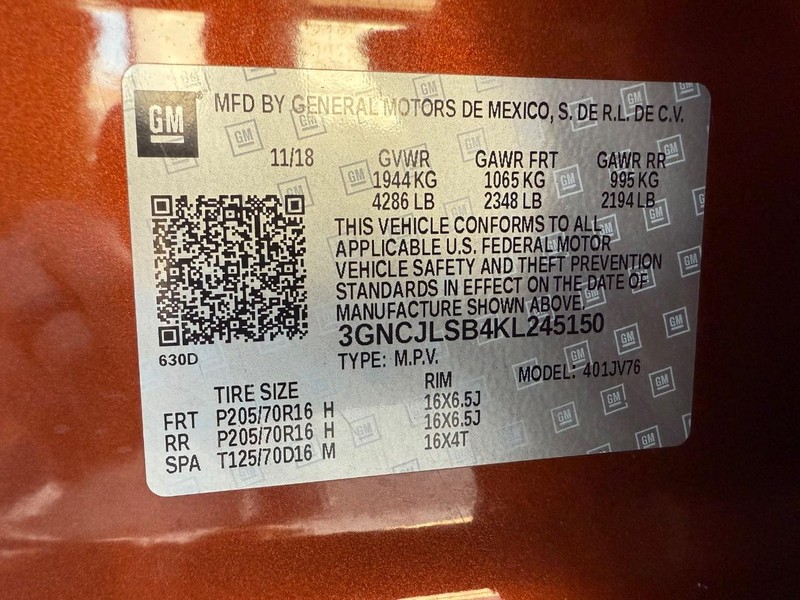 GM MFD BY GENERAL MOTORS DE MEXICO, S. DE R.L. DE C.V.
11/18 GVWR GAWR FRT GAWR RR
1944 KG 1065 KG 995 KG
4286 LB 2348 LB 2194 LB
THIS VEHICLE CONFORMS TO ALL
APPLICABLE U.S. FEDERAL MOTOR
VEHICLE SAFETY AND THEFT PREVENTION
STANDARDS IN EFFECT ON THE DATE OF
MANUFACTURE SHOWN ABOVE.
3GNCJLSB4KL245150
630D TYPE: M.P.V. MODEL: 401JV76
TIRE SIZE RIM
FRT P205/70R16 H 16X6.5J
RR P205/70R16 H 16X6.5J
SPA T125/70D16 M 16X4T